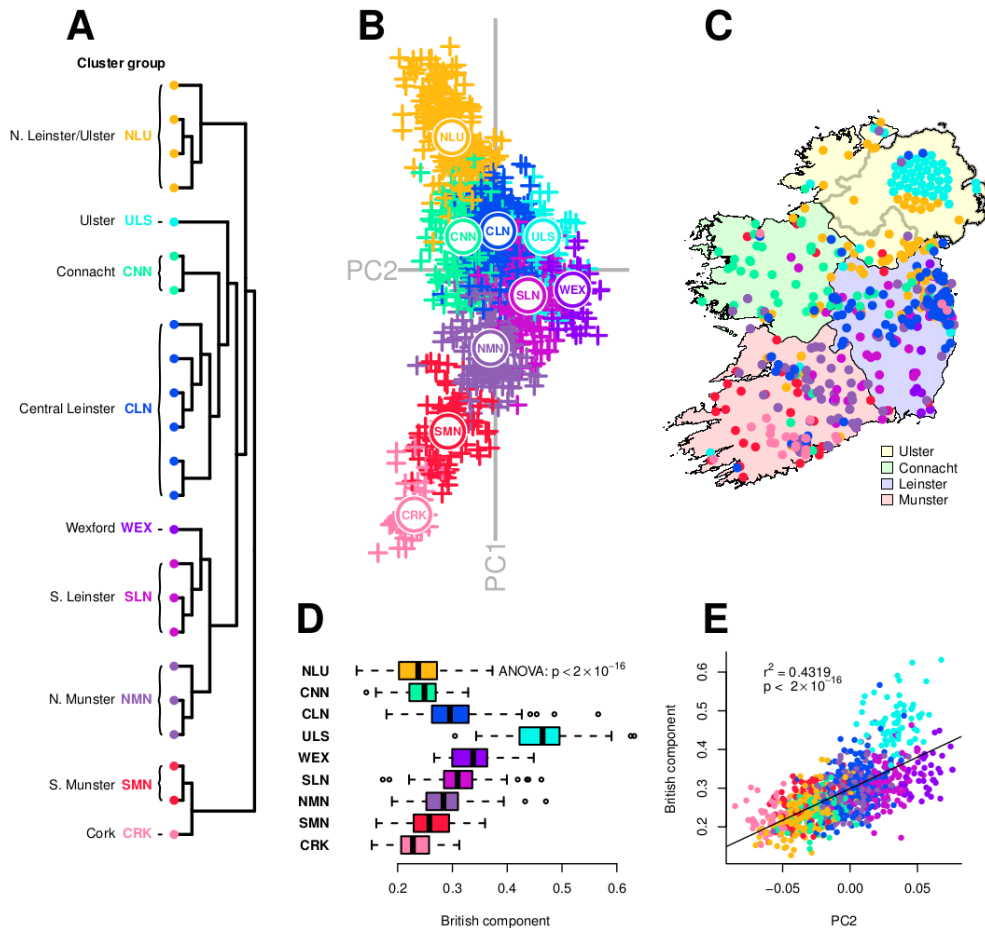 A
Cluster group
N. Leinster/Ulster NLU
Ulster ULS
Connacht CNN
Central Leinster CLN
Wexford WEX
S. Leinster SLN
N. Munster NMN
S. Munster SMN
Cork CRK
B
NLU
CNN
CLN
ULS
PC2
SLN
WEX
NMN
SMN
CRK
PC1
C
Ulster
Connacht
Leinster
Munster
D
NLU
CNN
CLN
ULS
WEX
SLN
NMN
SMN
CRK
ANOVA: p < 2×10⁻¹⁶
0.2 0.3 0.4 0.5 0.6
British component
E
r² = 0.4319
p < 2×10⁻¹⁶
0.6
0.5
0.4
0.3
0.2
British component
−0.05 0.00 0.05
PC2